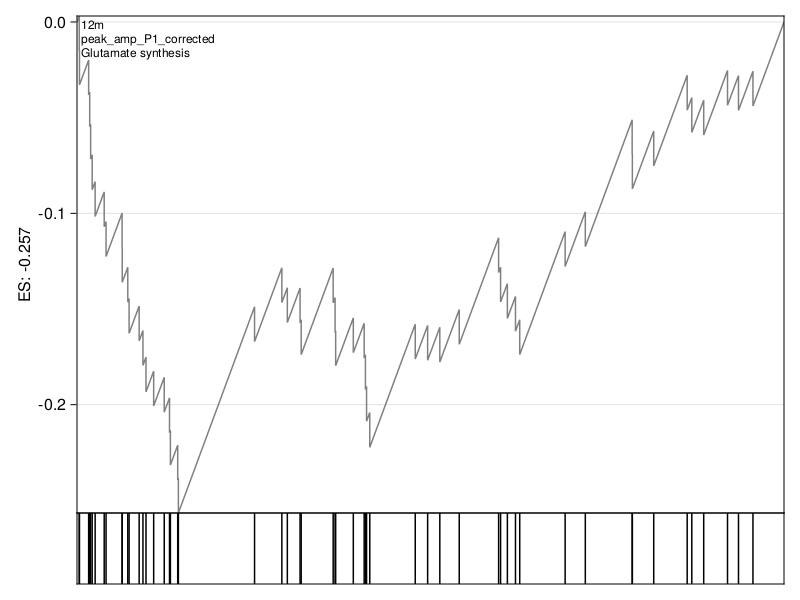 0.0
12m
peak_amp_P1_corrected
Glutamate synthesis
-0.1
ES: -0.257
-0.2